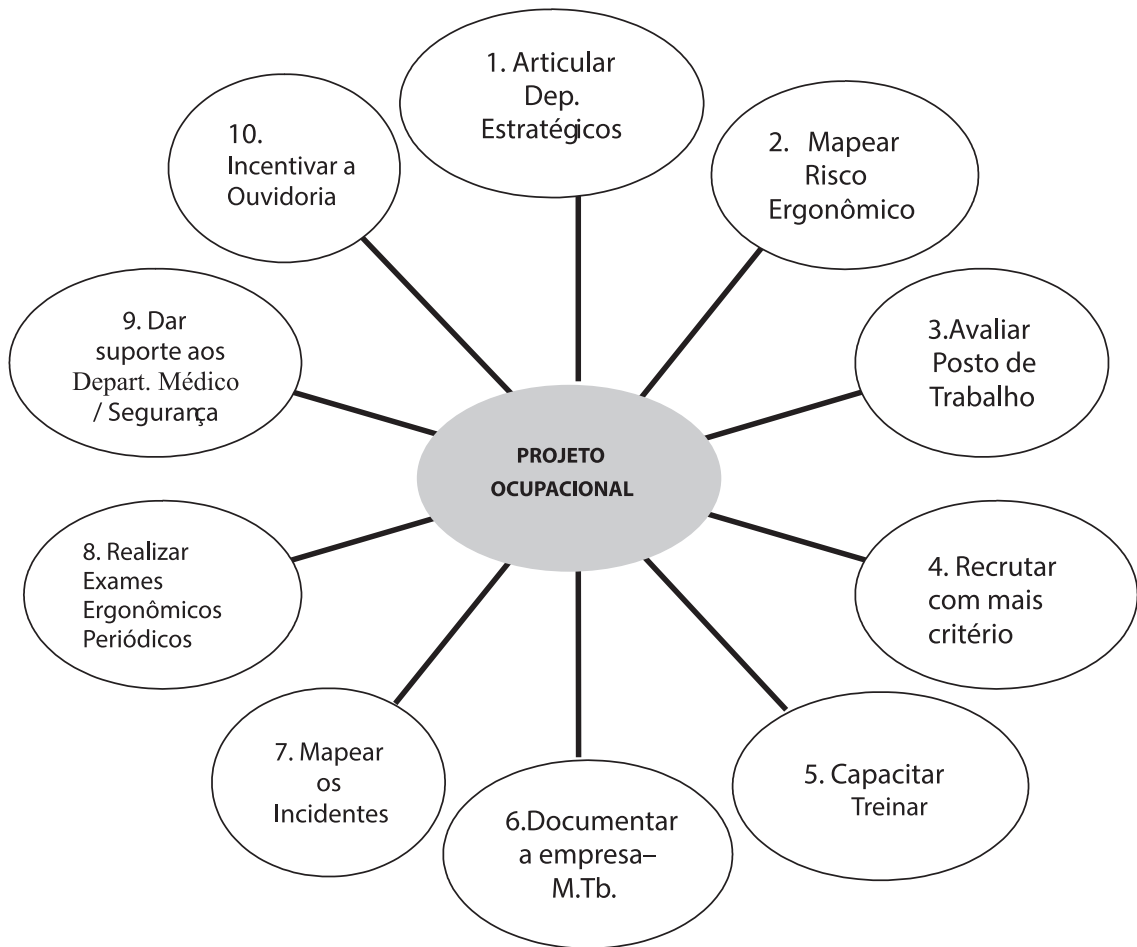 1. Articular
Dep.
Estratégicos
2. Mapear
Risco
Ergonômico
3.Avaliar
Posto de
Trabalho
4. Recrutar
com mais
critério
5. Capacitar
Treinar
6.Documentar
a empresa–
M.Tb.
7. Mapear
os
Incidentes
8. Realizar
Exames
Ergonômicos
Periódicos
9. Dar
suporte aos
Depart. Médico
/ Segurança
10.
Incentivar a
Ouvidoria
PROJETO
OCUPACIONAL